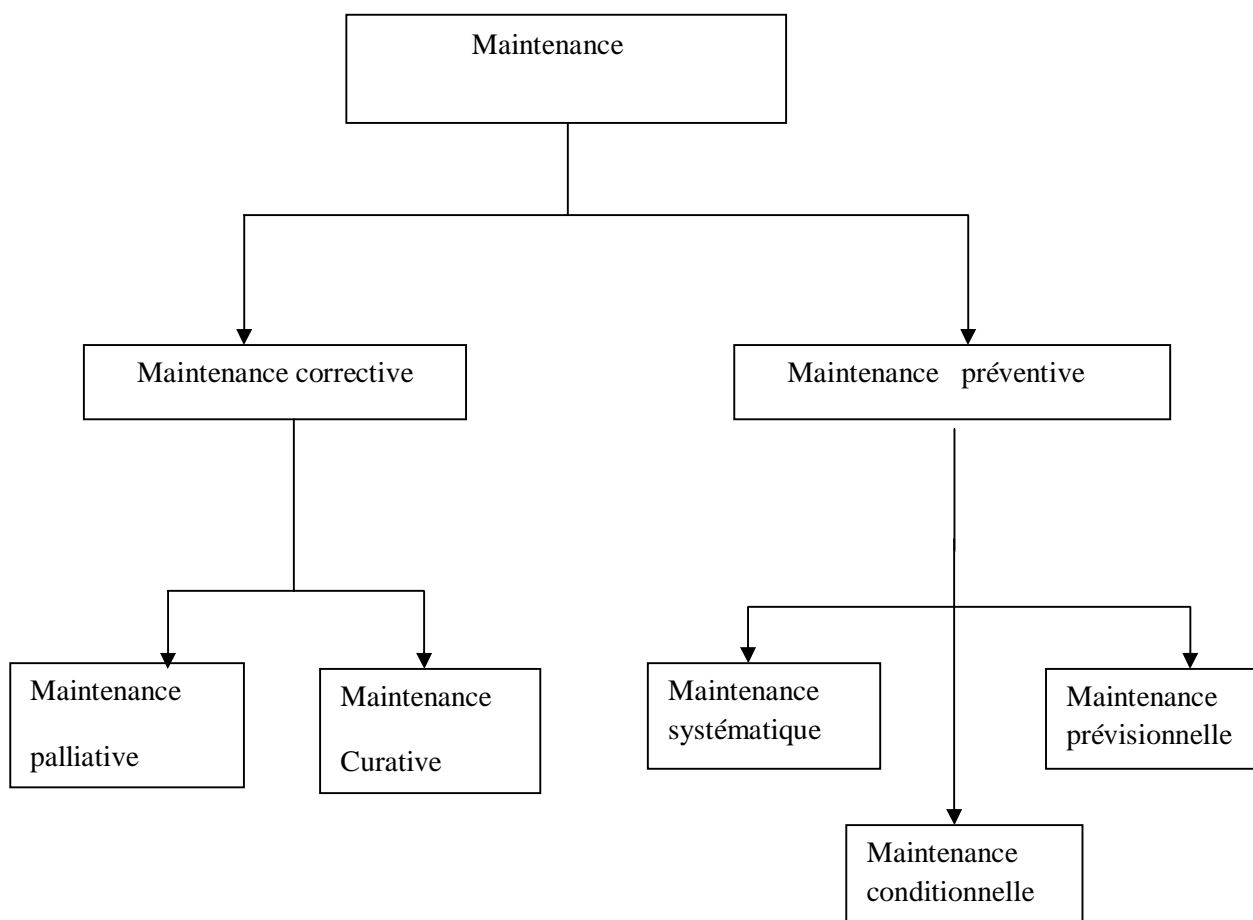 Maintenance
Maintenance corrective
Maintenance préventive
Maintenance
palliative
Maintenance
Curative
Maintenance
systématique
Maintenance
prévisionnelle
Maintenance
conditionnelle